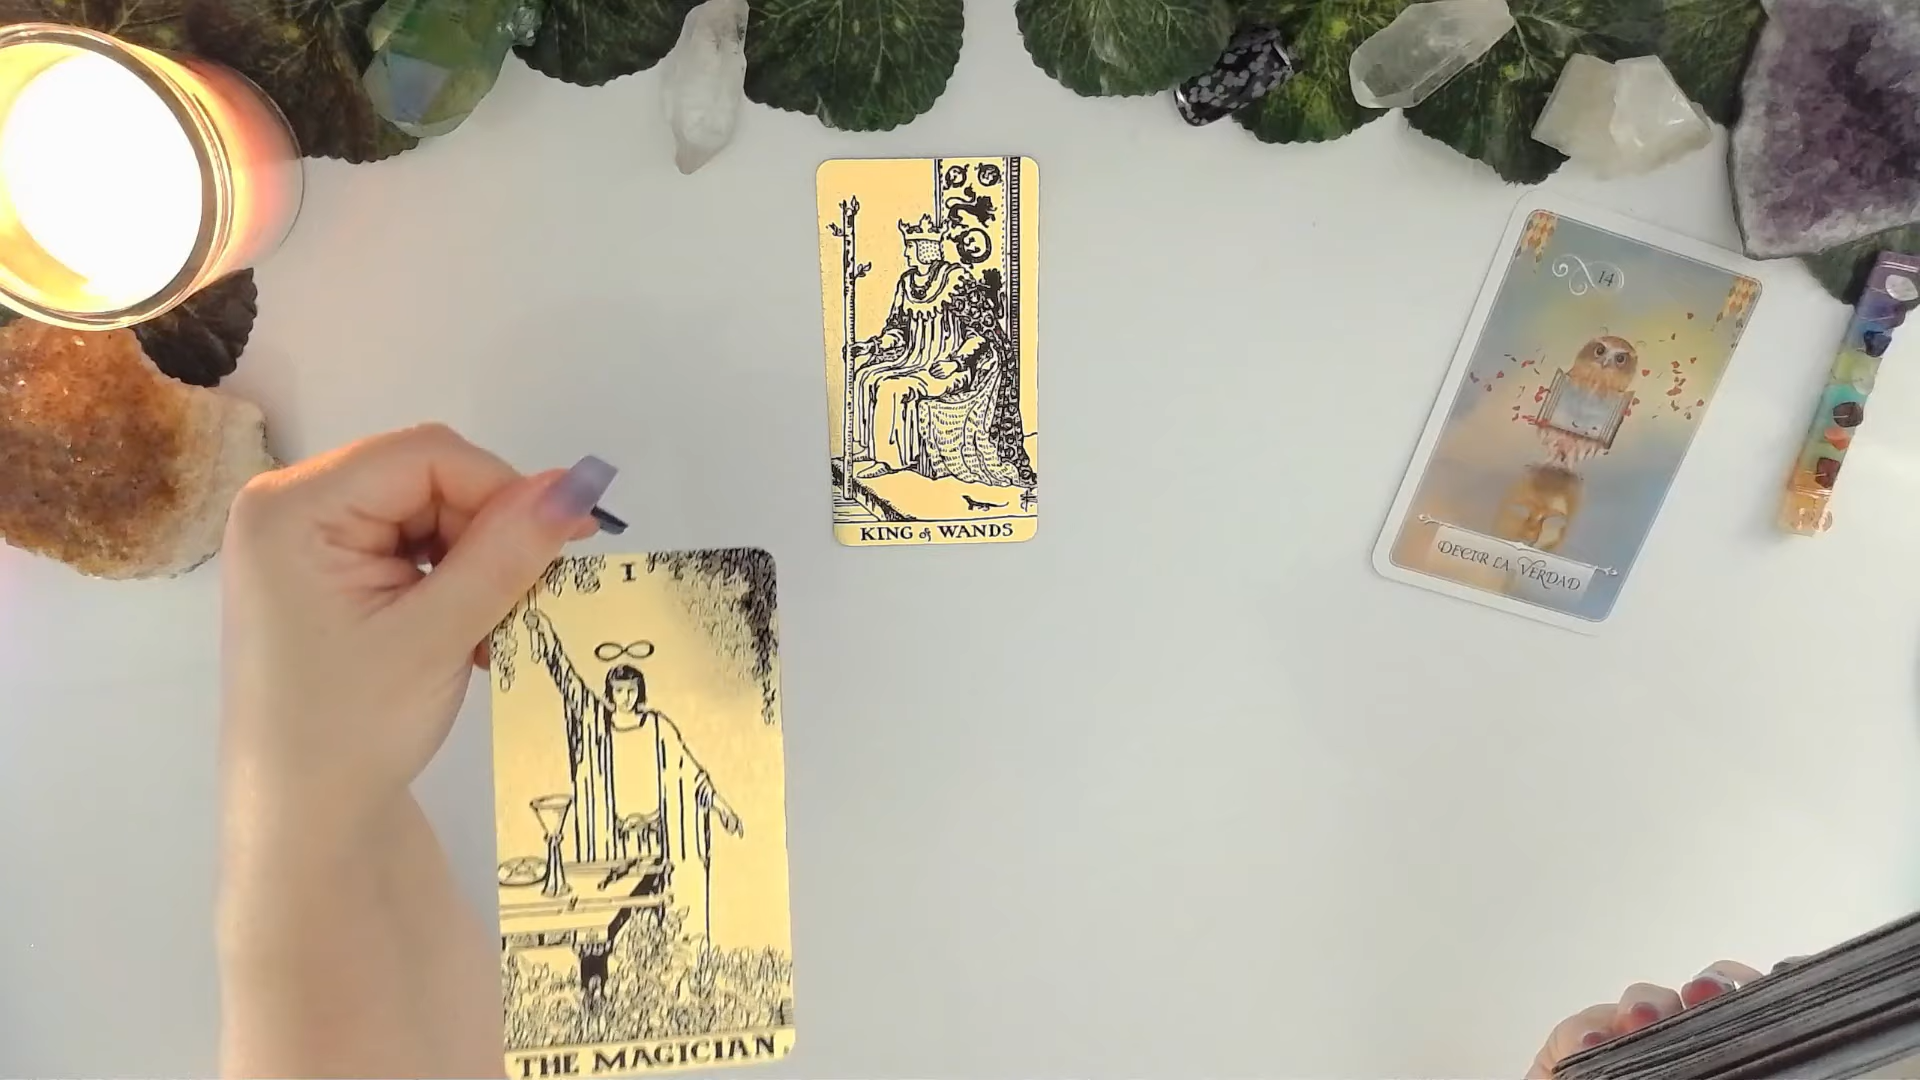 KING of WANDS
14
DECIR LA VERDAD
I
THE MAGICIAN